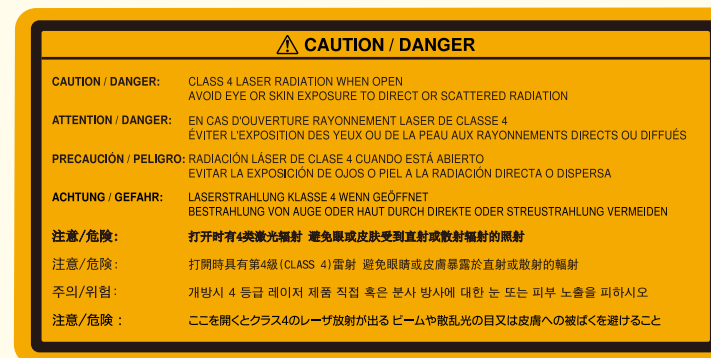 ⚠ CAUTION / DANGER
CAUTION / DANGER: CLASS 4 LASER RADIATION WHEN OPEN
AVOID EYE OR SKIN EXPOSURE TO DIRECT OR SCATTERED RADIATION
ATTENTION / DANGER: EN CAS D'OUVERTURE RAYONNEMENT LASER DE CLASSE 4
ÉVITER L'EXPOSITION DES YEUX OU DE LA PEAU AUX RAYONNEMENTS DIRECTS OU DIFFUÉS
PRECAUCIÓN / PELIGRO: RADIACIÓN LÁSER DE CLASE 4 CUANDO ESTÁ ABIERTO
EVITAR LA EXPOSICIÓN DE OJOS O PIEL A LA RADIACIÓN DIRECTA O DISPERSA
ACHTUNG / GEFAHR: LASERSTRAHLUNG KLASSE 4 WENN GEÖFFNET
BESTRAHLUNG VON AUGE ODER HAUT DURCH DIREKTE ODER STREUSTRAHLUNG VERMEIDEN
注意/危险: 打开时有4类激光辐射 避免眼或皮肤受到直射或散射辐射的照射
注意/危險: 打開時具有第4級(CLASS 4)雷射 避免眼睛或皮膚暴露於直射或散射的輻射
주의/위험: 개방시 4 등급 레이저 제품 직접 혹은 분사 방사에 대한 눈 또는 피부 노출을 피하시오
注意/危険 : ここを開くとクラス4のレーザ放射が出る ビームや散乱光の目又は皮膚への被ばくを避けること